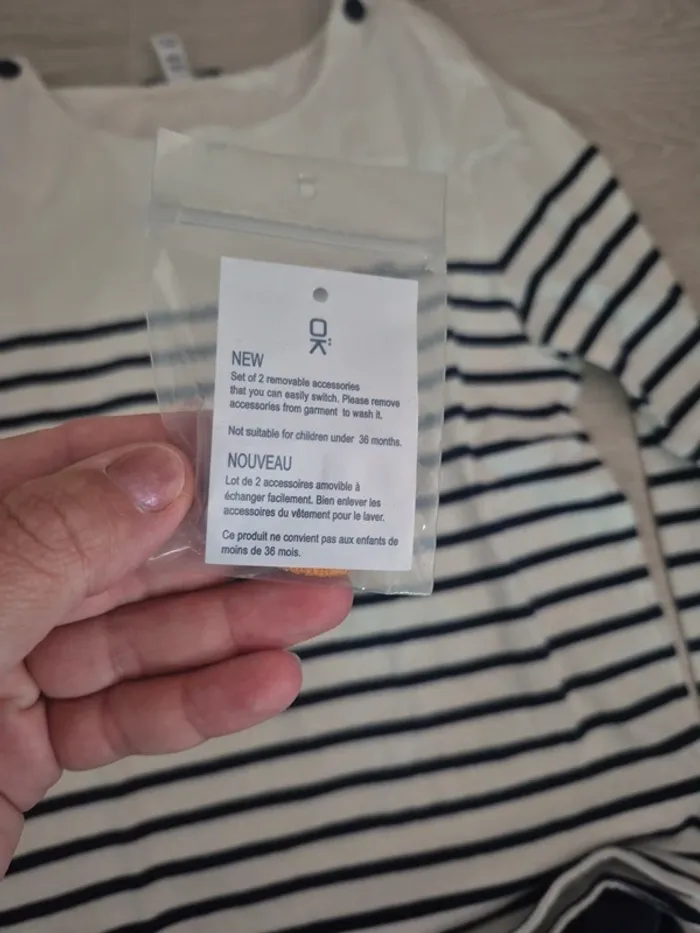 OK
NEW
Set of 2 removable accessories
that you can easily switch. Please remove
accessories from garment to wash it.
Not suitable for children under 36 months.
NOUVEAU
Lot de 2 accessoires amovible à
échanger facilement. Bien enlever les
accessoires du vêtement pour le laver.
Ce produit ne convient pas aux enfants de
moins de 36 mois.